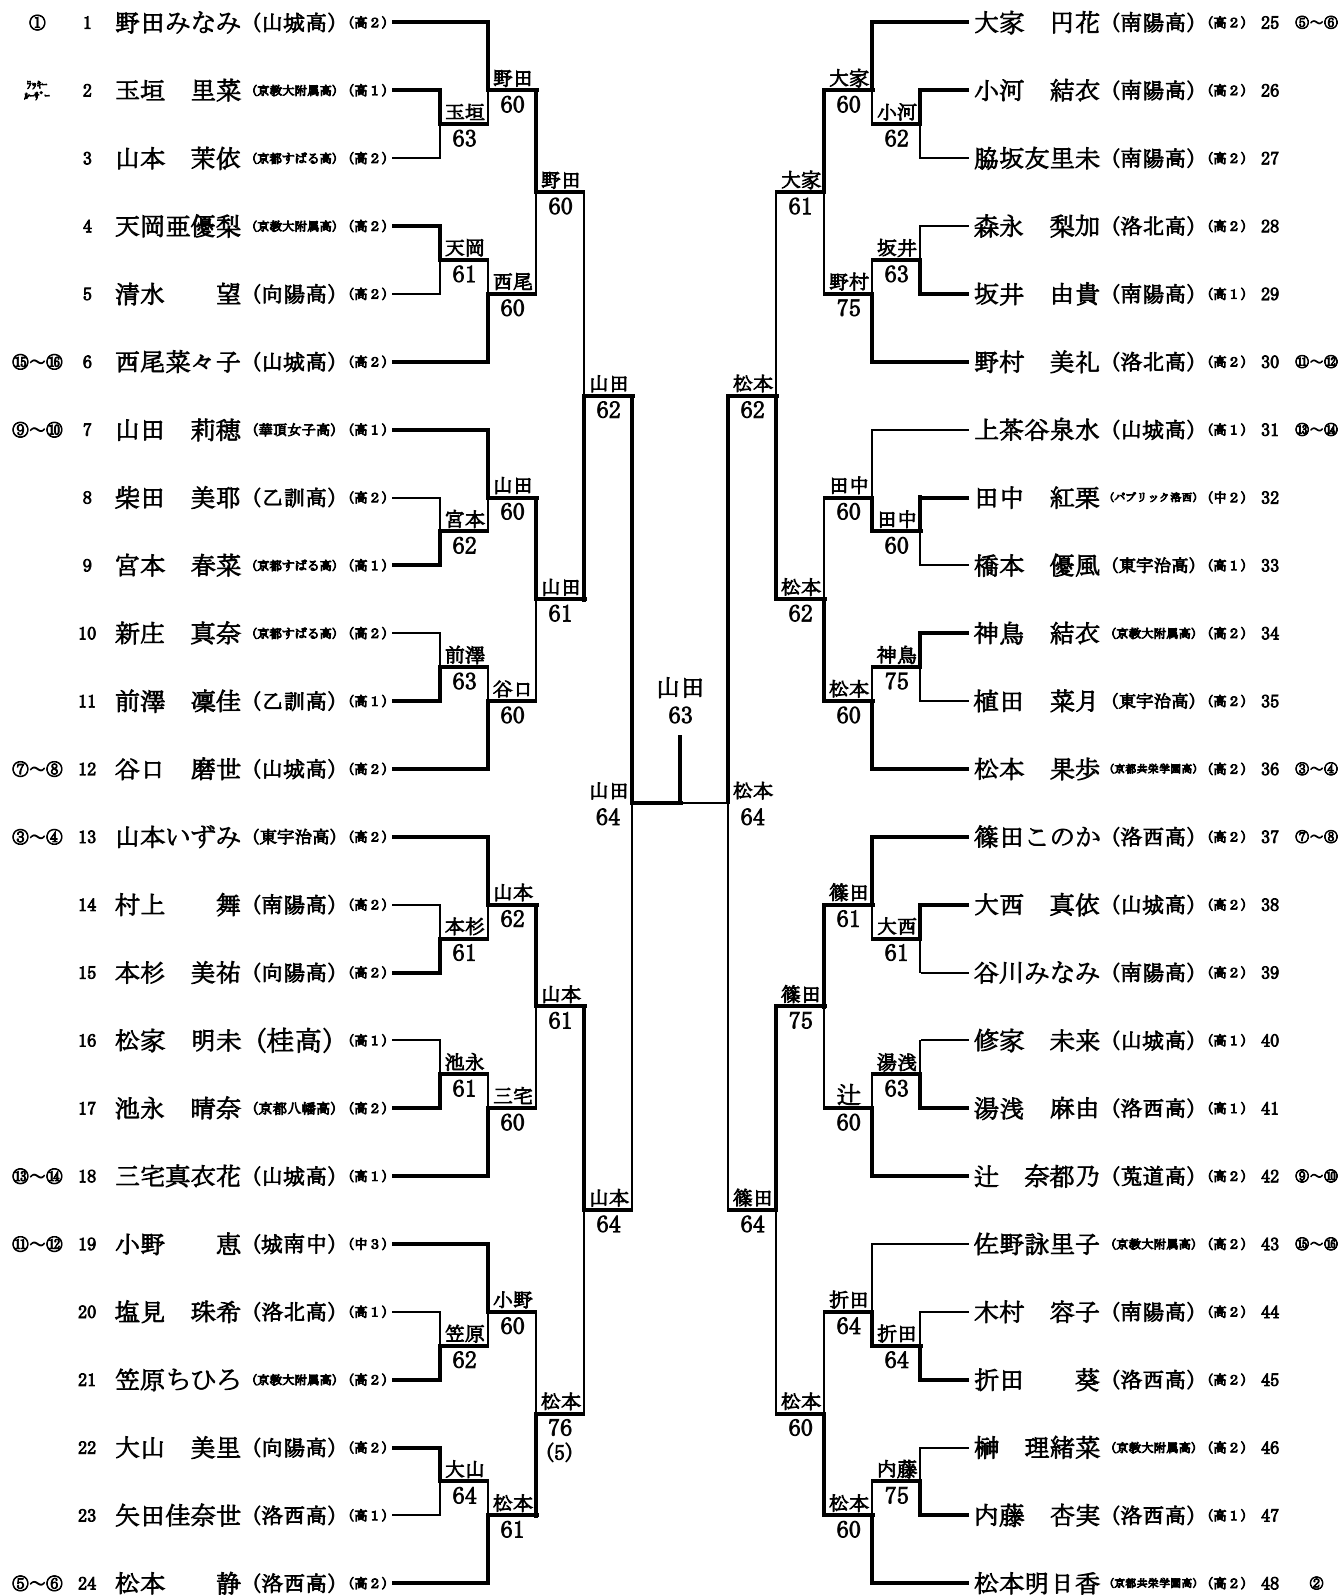 ① 1 野田みなみ (山城高) (高2)
ラッキールーザー 2 玉垣 里菜 (京教大附属高) (高1)
3 山本 茉依 (京都すばる高) (高2)
4 天岡亜優梨 (京教大附属高) (高2)
5 清水 望 (向陽高) (高2)
⑮～⑯ 6 西尾菜々子 (山城高) (高2)
⑨～⑩ 7 山田 莉穂 (華頂女子高) (高1)
8 柴田 美耶 (乙訓高) (高2)
9 宮本 春菜 (京都すばる高) (高1)
10 新庄 真奈 (京都すばる高) (高2)
11 前澤 凜佳 (乙訓高) (高1)
⑦～⑧ 12 谷口 磨世 (山城高) (高2)
③～④ 13 山本いずみ (東宇治高) (高2)
14 村上 舞 (南陽高) (高2)
15 本杉 美祐 (向陽高) (高2)
16 松家 明未 (桂高) (高1)
17 池永 晴奈 (京都八幡高) (高2)
⑬～⑭ 18 三宅真衣花 (山城高) (高1)
⑪～⑫ 19 小野 恵 (城南中) (中3)
20 塩見 珠希 (洛北高) (高1)
21 笠原ちひろ (京教大附属高) (高2)
22 大山 美里 (向陽高) (高2)
23 矢田佳奈世 (洛西高) (高1)
⑤～⑥ 24 松本 静 (洛西高) (高2)
玉垣
63
天岡
61
宮本
62
前澤
63
本杉
61
池永
61
笠原
62
大山
64
野田
60
西尾
60
山田
60
谷口
60
山本
62
三宅
60
小野
60
松本
61
野田
60
山田
61
山本
61
松本
76
(5)
山田
62
山本
64
山田
64
山田
63
松本
64
松本
62
篠田
64
大家
61
松本
62
篠田
75
松本
60
大家
60
野村
75
田中
60
松本
60
篠田
61
辻
60
折田
64
松本
60
小河
62
坂井
63
田中
60
神鳥
75
大西
61
湯浅
63
折田
64
内藤
75
大家 円花 (南陽高) (高2) 25 ⑤～⑥
小河 結衣 (南陽高) (高2) 26
脇坂友里未 (南陽高) (高2) 27
森永 梨加 (洛北高) (高2) 28
坂井 由貴 (南陽高) (高1) 29
野村 美礼 (洛北高) (高2) 30 ⑪～⑫
上茶谷泉水 (山城高) (高1) 31 ⑬～⑭
田中 紅栗 (パブリック洛西) (中2) 32
橋本 優風 (東宇治高) (高1) 33
神鳥 結衣 (京教大附属高) (高2) 34
植田 菜月 (東宇治高) (高2) 35
松本 果歩 (京都共栄学園高) (高2) 36 ③～④
篠田このか (洛西高) (高2) 37 ⑦～⑧
大西 真依 (山城高) (高2) 38
谷川みなみ (南陽高) (高2) 39
修家 未来 (山城高) (高1) 40
湯浅 麻由 (洛西高) (高1) 41
辻 奈都乃 (莵道高) (高2) 42 ⑨～⑩
佐野詠里子 (京教大附属高) (高2) 43 ⑮～⑯
木村 容子 (南陽高) (高2) 44
折田 葵 (洛西高) (高2) 45
榊 理緒菜 (京教大附属高) (高2) 46
内藤 杏実 (洛西高) (高1) 47
松本明日香 (京都共栄学園高) (高2) 48 ②